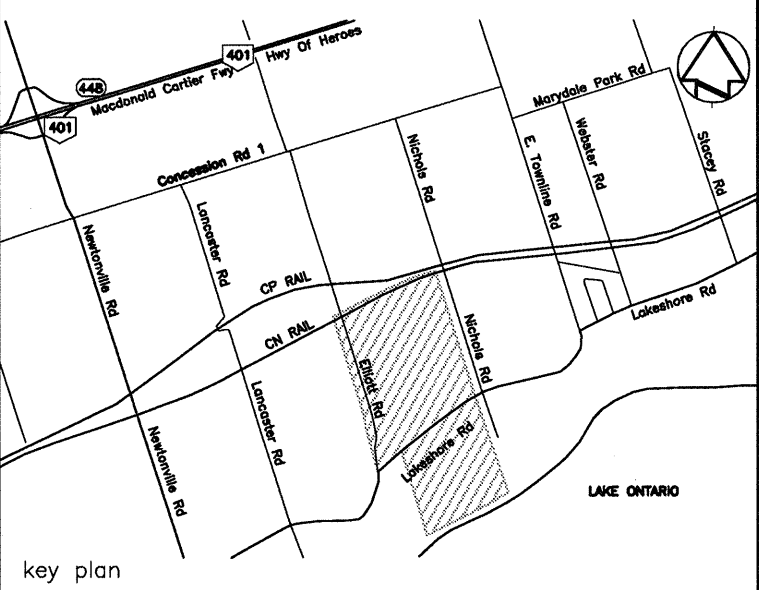 401
Hwy Of Heroes
448
Macdonald Cartier Fwy
401
Marydale Park Rd
Concession Rd 1
Nichols Rd
E. Townline Rd
Webster Rd
Stacey Rd
Lancaster Rd
Newtonville Rd
CP RAIL
CN RAIL
Lakeshore Rd
Nichols Rd
Elliott Rd
Lancaster Rd
Newtonville Rd
Lakeshore Rd
LAKE ONTARIO
key plan